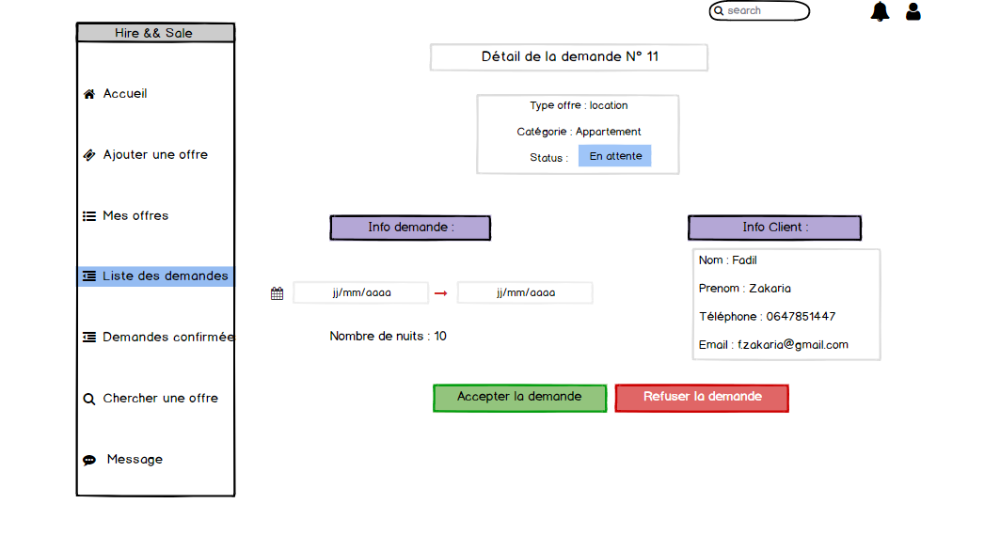 search
Hire && Sale
Accueil
Ajouter une offre
Mes offres
Liste des demandes
Demandes confirmée
Chercher une offre
Message
Détail de la demande N° 11
Type offre : location
Catégorie : Appartement
Status : En attente
Info demande :
jj/mm/aaaa → jj/mm/aaaa
Nombre de nuits : 10
Info Client :
Nom : Fadil
Prenom : Zakaria
Téléphone : 0647851447
Email : f.zakaria@gmail.com
Accepter la demande
Refuser la demande